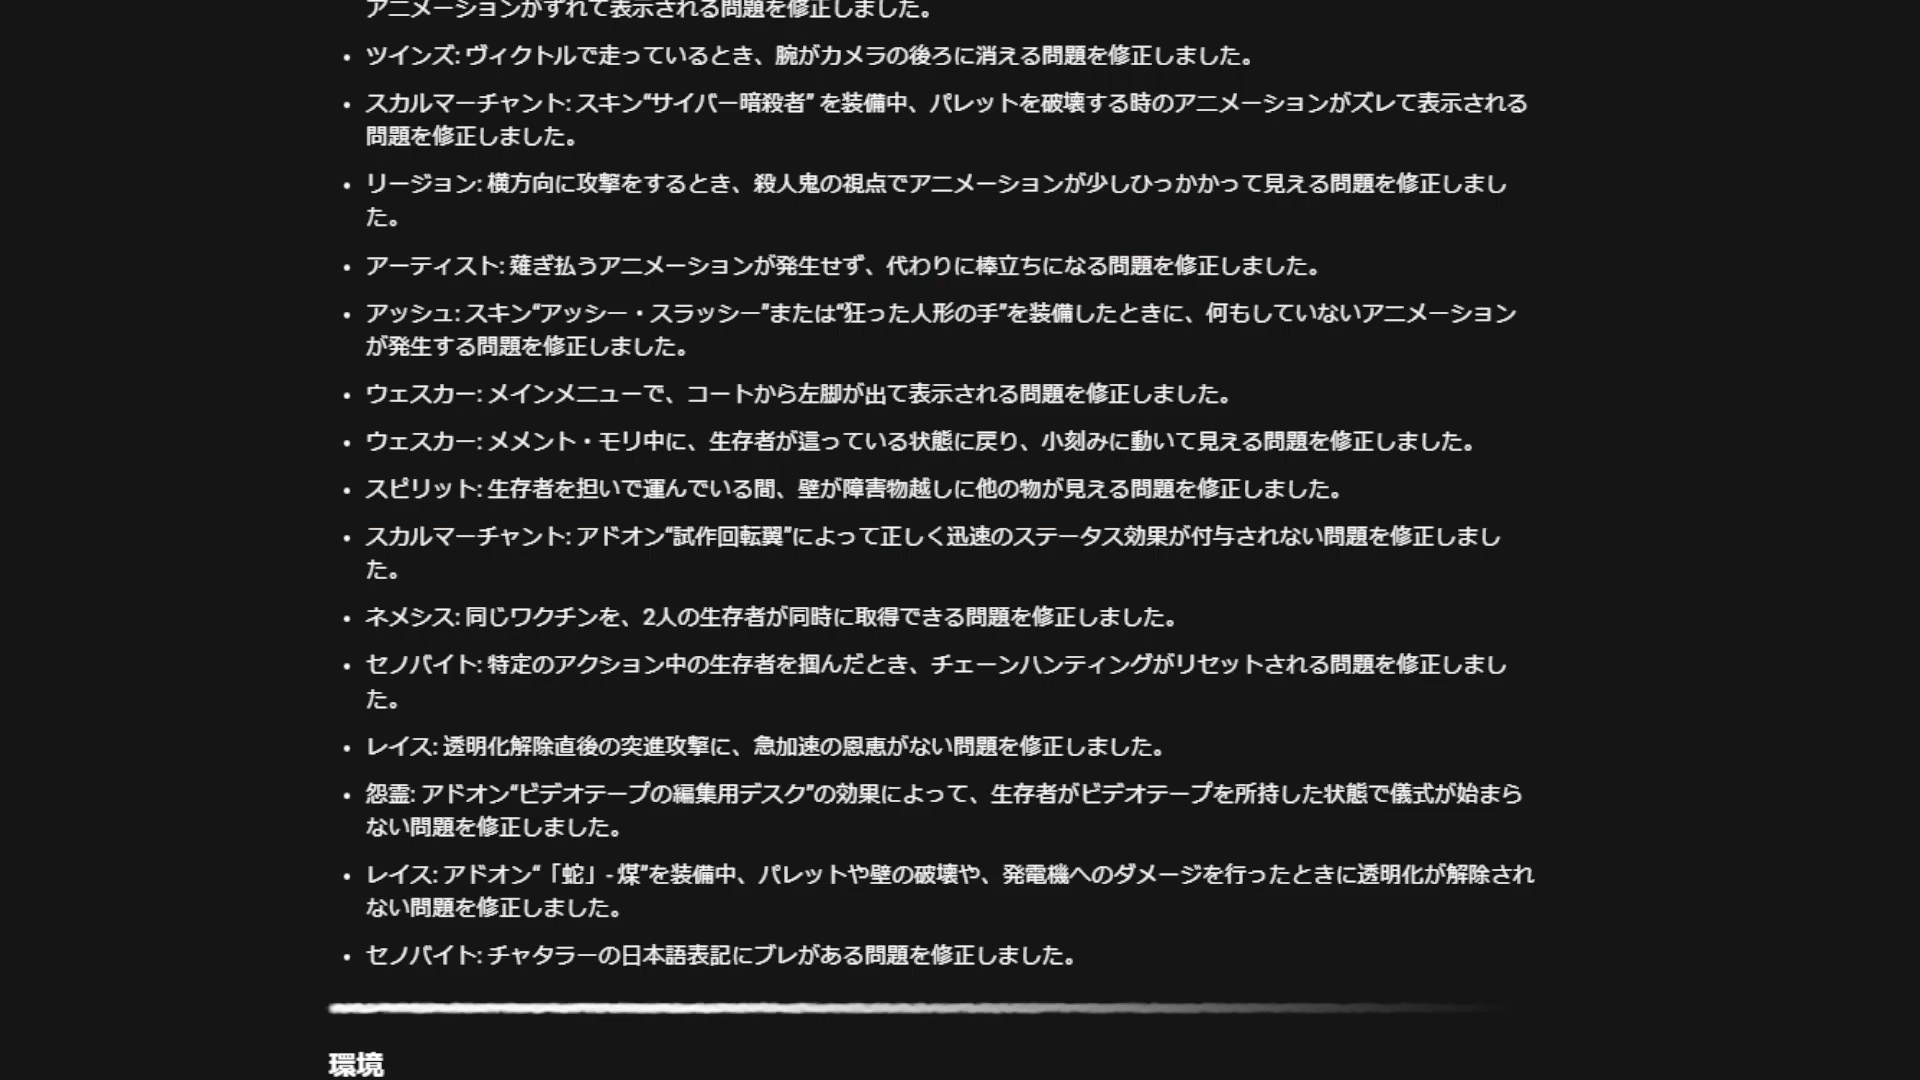 アニメーションがずれて表示される問題を修正しました。
• ツインズ: ヴィクトルで走っているとき、腕がカメラの後ろに消える問題を修正しました。
• スカルマーチャント: スキン“サイバー暗殺者” を装備中、パレットを破壊する時のアニメーションがズレて表示される
問題を修正しました。
• リージョン: 横方向に攻撃をするとき、殺人鬼の視点でアニメーションが少しひっかかって見える問題を修正しまし
た。
• アーティスト: 薙ぎ払うアニメーションが発生せず、代わりに棒立ちになる問題を修正しました。
• アッシュ: スキン“アッシー・スラッシー”または“狂った人形の手”を装備したときに、何もしていないアニメーション
が発生する問題を修正しました。
• ウェスカー: メインメニューで、コートから左脚が出て表示される問題を修正しました。
• ウェスカー: メメント・モリ中に、生存者が這っている状態に戻り、小刻みに動いて見える問題を修正しました。
• スピリット: 生存者を担いで運んでいる間、壁が障害物越しに他の物が見える問題を修正しました。
• スカルマーチャント: アドオン“試作回転翼”によって正しく迅速のステータス効果が付与されない問題を修正しまし
た。
• ネメシス: 同じワクチンを、2人の生存者が同時に取得できる問題を修正しました。
• セノバイト: 特定のアクション中の生存者を掴んだとき、チェーンハンティングがリセットされる問題を修正しまし
た。
• レイス: 透明化解除直後の突進攻撃に、急加速の恩恵がない問題を修正しました。
• 怨霊: アドオン“ビデオテープの編集用デスク”の効果によって、生存者がビデオテープを所持した状態で儀式が始まら
ない問題を修正しました。
• レイス: アドオン“「蛇」- 煤”を装備中、パレットや壁の破壊や、発電機へのダメージを行ったときに透明化が解除され
ない問題を修正しました。
• セノバイト: チャタラーの日本語表記にブレがある問題を修正しました。
環境